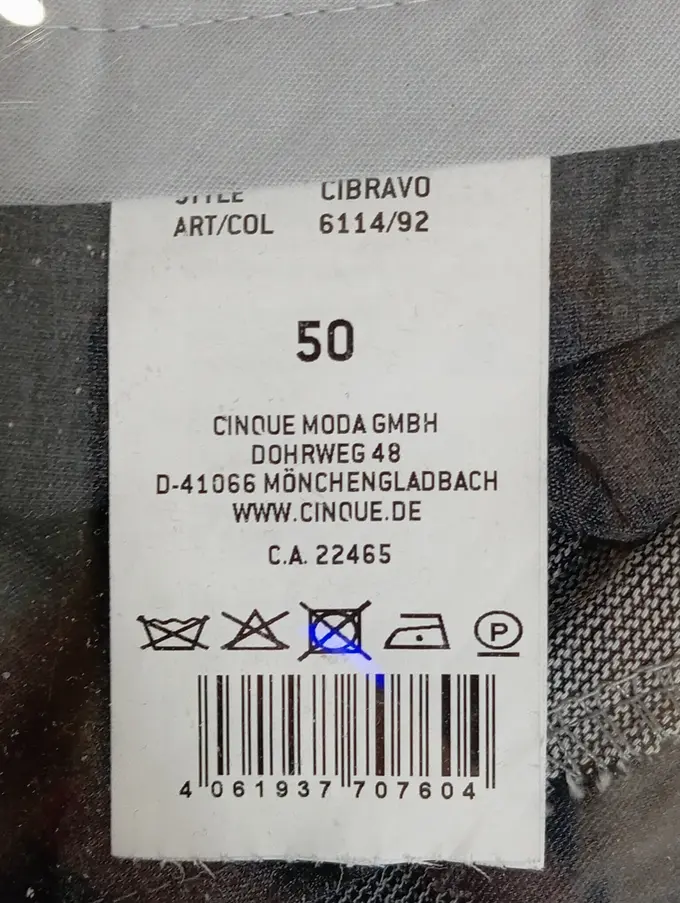 STYLE CIBRAVO
ART/COL 6114/92
50
CINQUE MODA GMBH
DOHRWEG 48
D-41066 MÖNCHENGLADBACH
WWW.CINQUE.DE
C.A. 22465
P
4 061937 707604